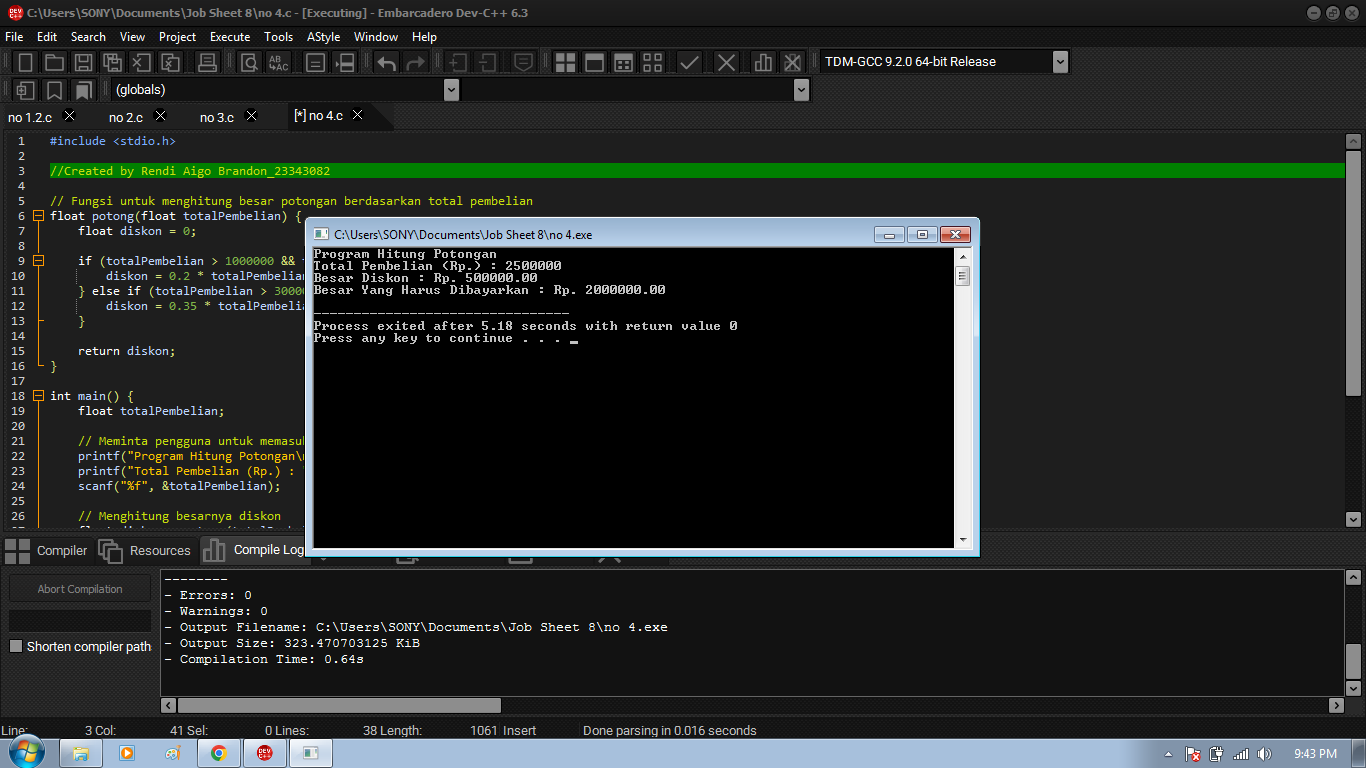 C:\Users\SONY\Documents\Job Sheet 8\no 4.c - [Executing] - Embarcadero Dev-C++ 6.3
File Edit Search View Project Execute Tools AStyle Window Help
TDM-GCC 9.2.0 64-bit Release
(globals)
no 1.2.c no 2.c no 3.c [*] no 4.c
1 #include <stdio.h>
2
3 //Created by Rendi Aigo Brandon_23343082
4
5 // Fungsi untuk menghitung besar potongan berdasarkan total pembelian
6 float potong(float totalPembelian) {
7 float diskon = 0;
8
9 if (totalPembelian > 1000000 &&
10 diskon = 0.2 * totalPembelian
11 } else if (totalPembelian > 30000
12 diskon = 0.35 * totalPembelia
13 }
14
15 return diskon;
16 }
17
18 int main() {
19 float totalPembelian;
20
21 // Meminta pengguna untuk memasu
22 printf("Program Hitung Potongan\n
23 printf("Total Pembelian (Rp.) : "
24 scanf("%f", &totalPembelian);
25
26 // Menghitung besarnya diskon
C:\Users\SONY\Documents\Job Sheet 8\no 4.exe
Program Hitung Potongan
Total Pembelian (Rp.) : 2500000
Besar Diskon : Rp. 500000.00
Besar Yang Harus Dibayarkan : Rp. 2000000.00
--------------------------------
Process exited after 5.18 seconds with return value 0
Press any key to continue . . . _
Compiler Resources Compile Log
Abort Compilation
Shorten compiler path
--------
- Errors: 0
- Warnings: 0
- Output Filename: C:\Users\SONY\Documents\Job Sheet 8\no 4.exe
- Output Size: 323.470703125 KiB
- Compilation Time: 0.64s
Line: 3 Col: 41 Sel: 0 Lines: 38 Length: 1061 Insert Done parsing in 0.016 seconds
9:43 PM